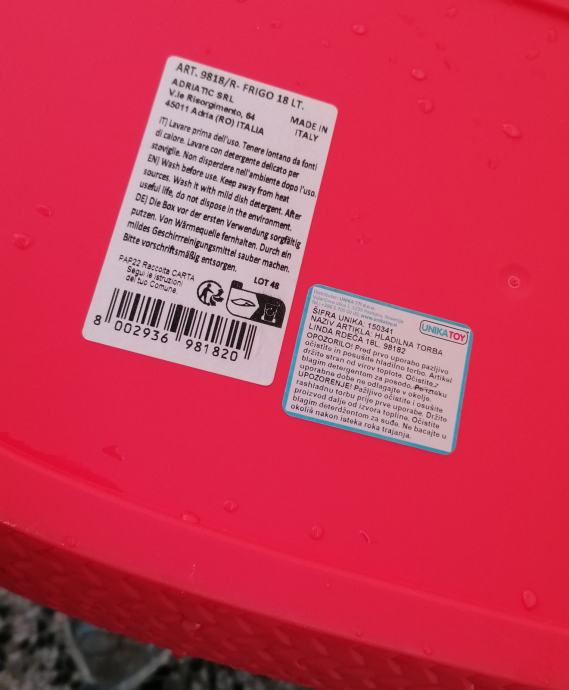 ART. 9818/R- FRIGO 18 LT.
ADRIATIC SRL
V.le Risorgimento, 64
45011 Adria (RO) ITALIA
MADE IN
ITALY
IT) Lavare prima dell'uso. Tenere lontano da fonti
di calore. Lavare con detergente delicato per
stoviglie. Non disperdere nell'ambiente dopo l'uso.
EN) Wash before use. Keep away from heat
sources. Wash it with mild dish detergent. After
useful life, do not dispose in the environment.
DE) Die Box vor der ersten Verwendung sorgfältig
putzen. Von Wärmequelle fernhalten. Durch ein
mildes Geschirrreinigungsmittel sauber machen.
Bitte vorschriftsmäßig entsorgen.
LOT 48
PAP22 Raccolta CARTA
Segui le istruzioni
del tuo Comune.
8 002936 981820
UNIKATOY
ŠIFRA UNIKA: 150341
NAZIV ARTIKLA: HLADILNA TORBA
LINDA RDEČA 18L, 98182
OPOZORILO! Pred prvo uporabo pazljivo
očistite in posušite hladilno torbo. Artikel
držite stran od virov toplote. Očistite z
blagim detergentom za posodo. Po izteku
uporabne dobe ne odlagajte v okolje.
UPOZORENJE! Pažljivo očistite i osušite
rashladnu torbu prije prve uporabe. Držite
proizvod dalje od izvora topline. Očistite
blagim deterdžentom za suđe. Ne bacajte u
okoliš nakon isteka roka trajanja.